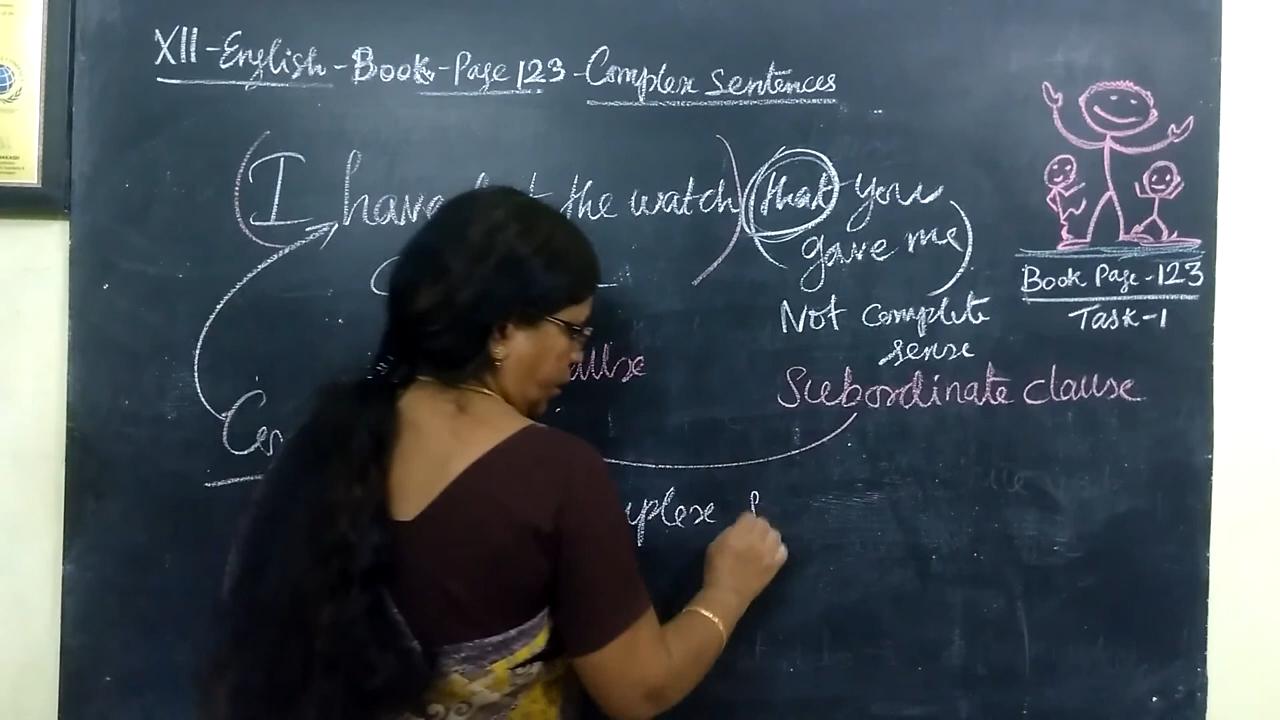 XII-English-Book-Page 123-Complex Sentences
I have the watch that you
gave me
Not complete
sense
Subordinate clause
Book Page-123
Task-1